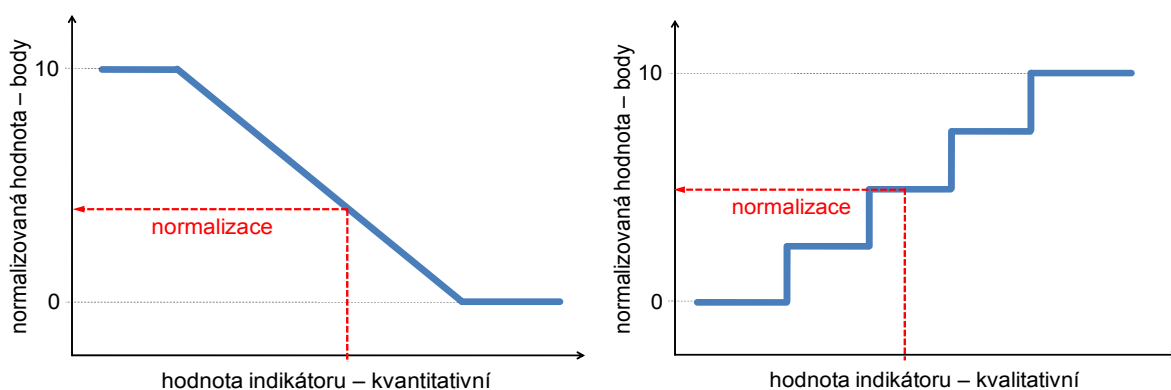 normalizovaná hodnota – body
10
0
normalizace
hodnota indikátoru – kvantitativní
normalizovaná hodnota – body
10
0
normalizace
hodnota indikátoru – kvalitativní